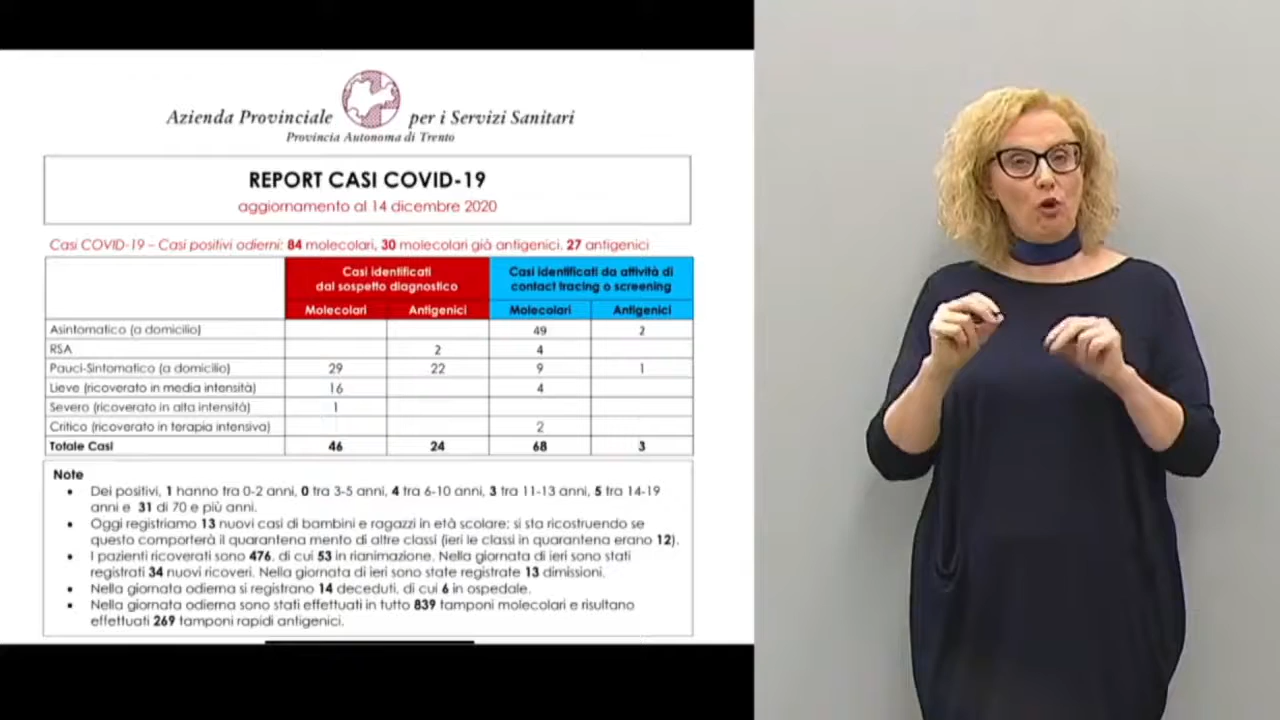 Azienda Provinciale per i Servizi Sanitari
Provincia Autonoma di Trento
REPORT CASI COVID-19
aggiornamento al 14 dicembre 2020
Casi COVID-19 – Casi positivi odierni: 84 molecolari, 30 molecolari già antigenici, 27 antigenici
Casi identificati dal sospetto diagnostico
Casi identificati da attività di contact tracing o screening
Molecolari Antigenici Molecolari Antigenici
Asintomatico (a domicilio) 49 2
RSA 2 4
Pauci-Sintomatico (a domicilio) 29 22 9 1
Lieve (ricoverato in media intensità) 16 4
Severo (ricoverato in alta intensità) 1
Critico (ricoverato in terapia intensiva) 2
Totale Casi 46 24 68 3
Note
• Dei positivi, 1 hanno tra 0-2 anni, 0 tra 3-5 anni, 4 tra 6-10 anni, 3 tra 11-13 anni, 5 tra 14-19
anni e 31 di 70 e più anni.
• Oggi registriamo 13 nuovi casi di bambini e ragazzi in età scolare; si sta ricostruendo se
questo comporterà il quarantena mento di altre classi (ieri le classi in quarantena erano 12).
• I pazienti ricoverati sono 476, di cui 53 in rianimazione. Nella giornata di ieri sono stati
registrati 34 nuovi ricoveri. Nella giornata di ieri sono state registrate 13 dimissioni.
• Nella giornata odierna si registrano 14 deceduti, di cui 6 in ospedale.
• Nella giornata odierna sono stati effettuati in tutto 839 tamponi molecolari e risultano
effettuati 269 tamponi rapidi antigenici.